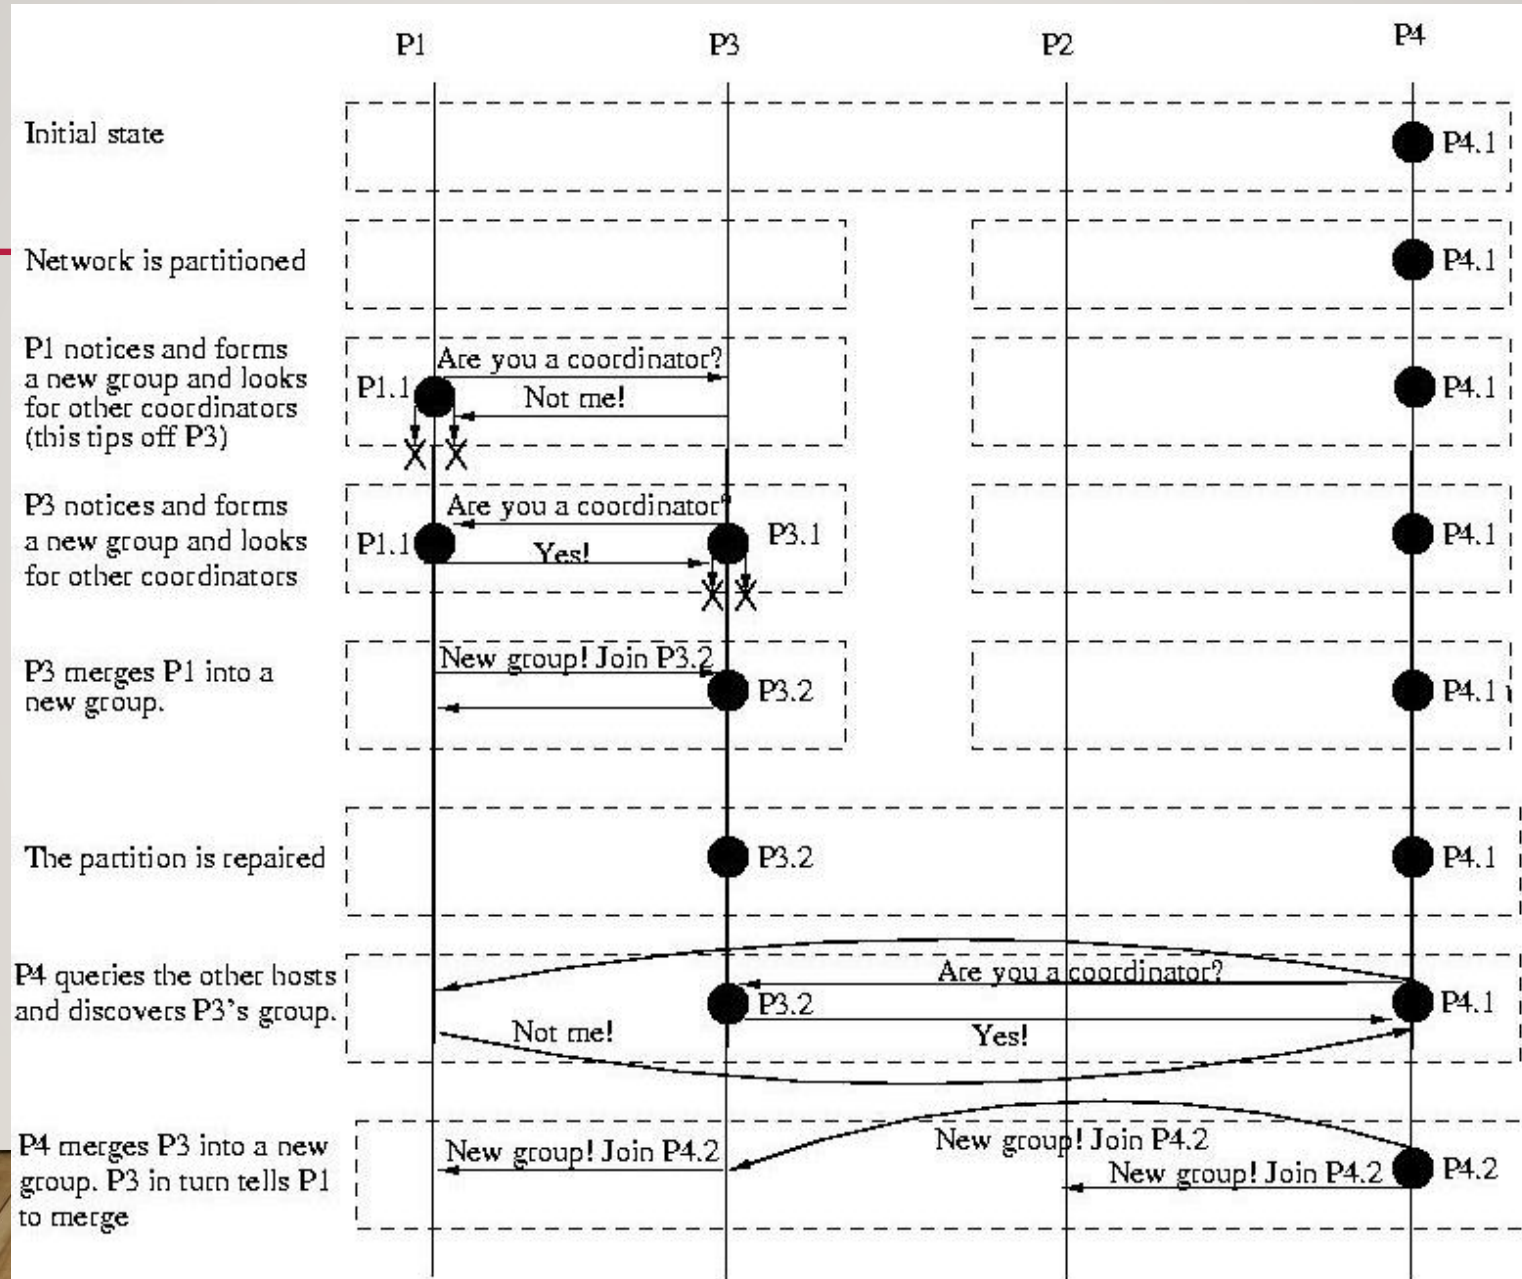 P1
P3
P2
P4
Initial state
P4.1
Network is partitioned
P4.1
P1 notices and forms
a new group and looks
for other coordinators
(this tips off P3)
P1.1
Are you a coordinator?
Not me!
P4.1
P3 notices and forms
a new group and looks
for other coordinators
P1.1
Are you a coordinator?
Yes!
P3.1
P4.1
P3 merges P1 into a
new group.
New group! Join P3.2
P3.2
P4.1
The partition is repaired
P3.2
P4.1
P4 queries the other hosts
and discovers P3's group.
Are you a coordinator?
P3.2
P4.1
Not me!
Yes!
P4 merges P3 into a new
group. P3 in turn tells P1
to merge
New group! Join P4.2
New group! Join P4.2
New group! Join P4.2
P4.2